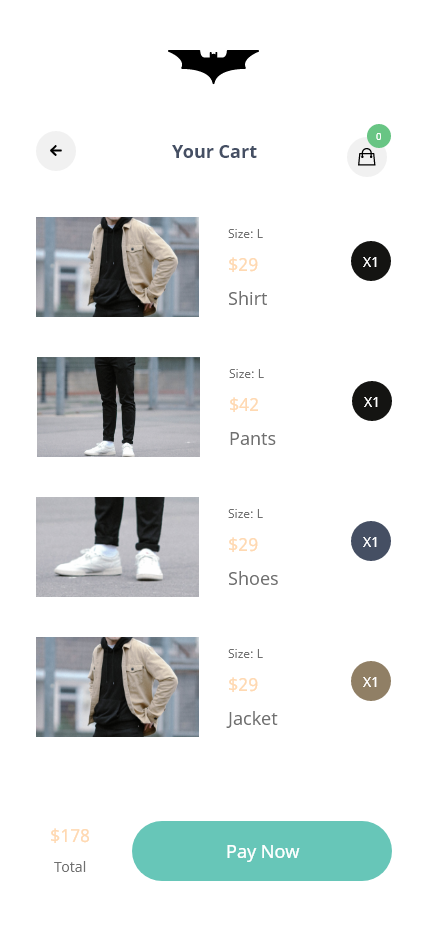 Your Cart
0
Size: L
$29
Shirt
X1
Size: L
$42
Pants
X1
Size: L
$29
Shoes
X1
Size: L
$29
Jacket
X1
$178
Total
Pay Now